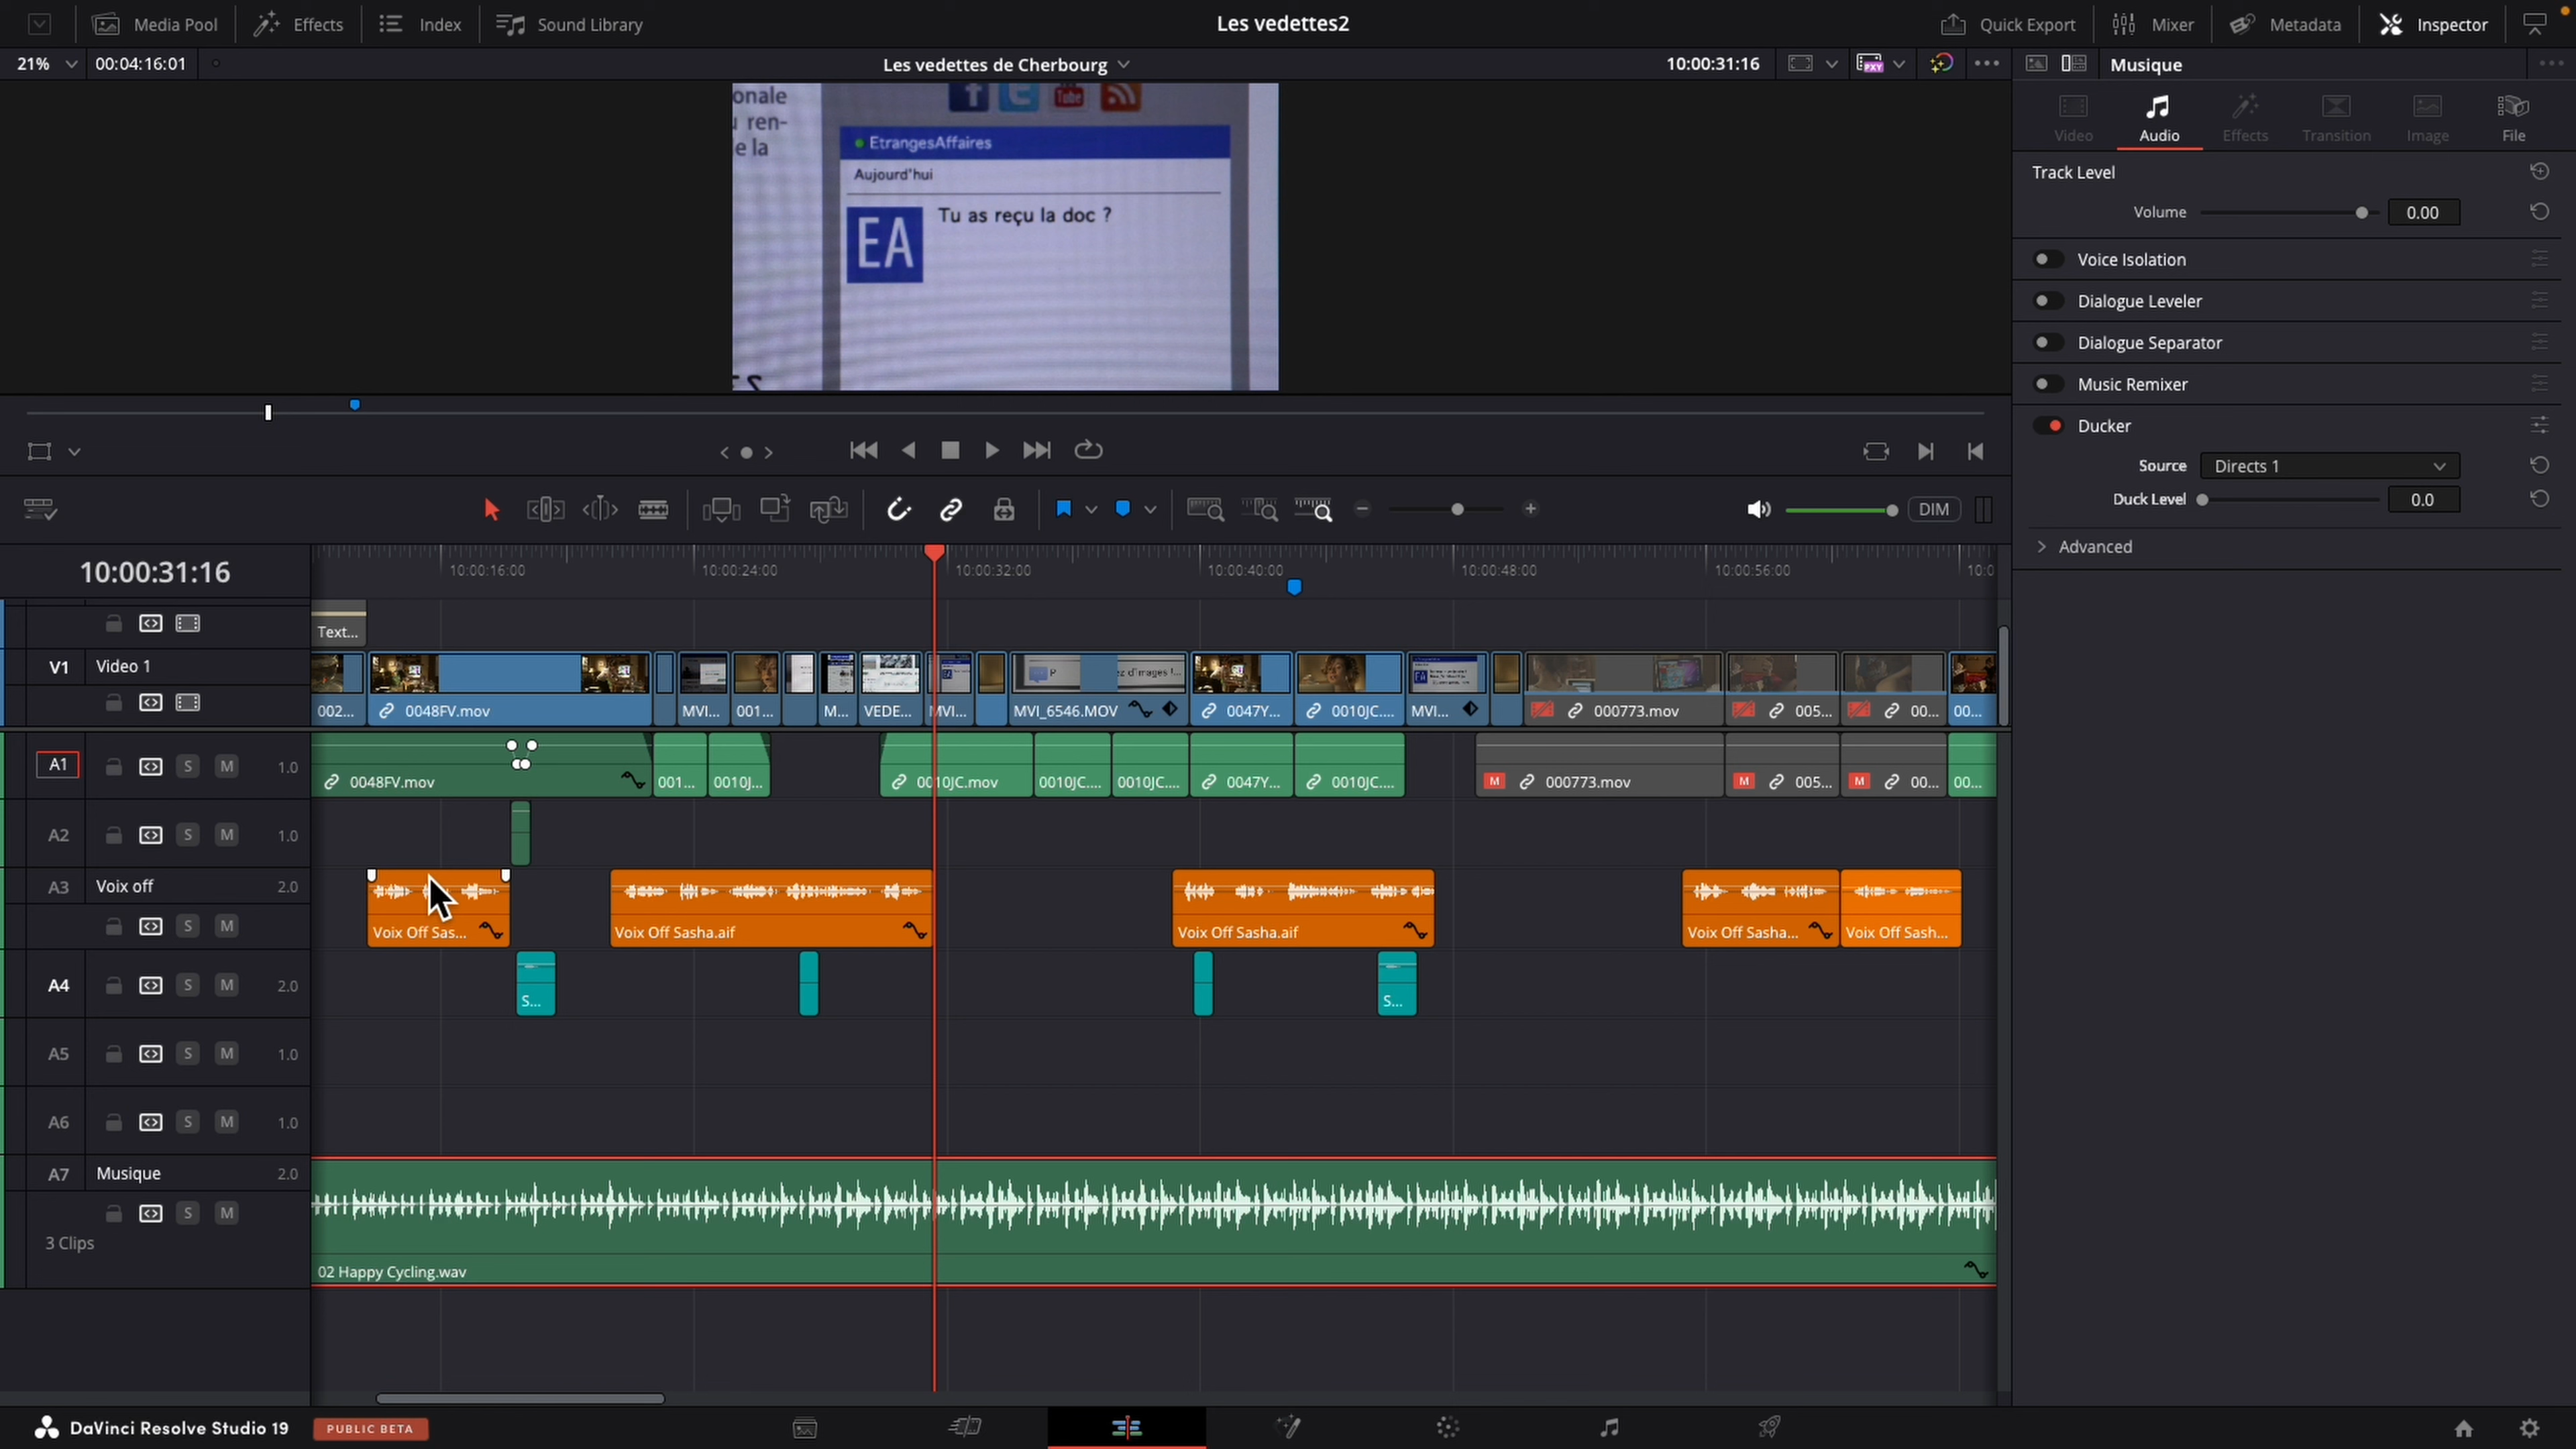 Media Pool Effects Index Sound Library Les vedettes2 Quick Export Mixer Metadata Inspector
21% 00:04:16:01 Les vedettes de Cherbourg 10:00:31:16 PXY Musique
onale
u ren-
e la
EtrangesAffaires
Aujourd'hui
EA Tu as reçu la doc ?
Video Audio Effects Transition Image File
Track Level
Volume 0.00
Voice Isolation
Dialogue Leveler
Dialogue Separator
Music Remixer
Ducker
Source Directs 1
Duck Level 0.0
Advanced
DIM
10:00:31:16 10:00:16:00 10:00:24:00 10:00:32:00 10:00:40:00 10:00:48:00 10:00:56:00 10:0
Text...
V1 Video 1
002... 0048FV.mov MVI... 001... M... VEDE... MVI... MVI_6546.MOV 0047Y... 0010JC.... MVI... 000773.mov 005... 00... 00...
A1 S M 1.0
0048FV.mov 001... 0010J... 0010JC.mov 0010JC.... 0010JC.... 0047Y... 0010JC.... M 000773.mov M 005... M 00... 00...
A2 S M 1.0
A3 Voix off 2.0
S M Voix Off Sas... Voix Off Sasha.aif Voix Off Sasha.aif Voix Off Sasha... Voix Off Sash...
A4 S M 2.0 S... S...
A5 S M 1.0
A6 S M 1.0
A7 Musique 2.0
S M
3 Clips
02 Happy Cycling.wav
DaVinci Resolve Studio 19 PUBLIC BETA